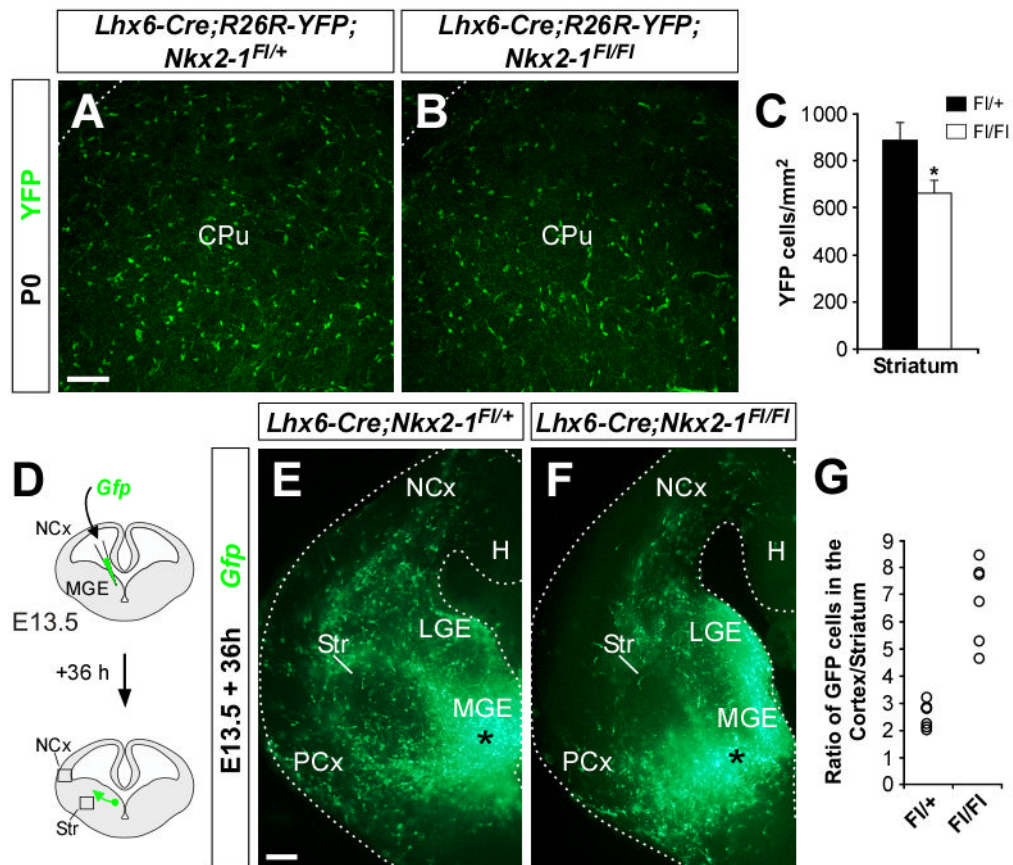 Lhx6-Cre;R26R-YFP;
Nkx2-1Fl/+
Lhx6-Cre;R26R-YFP;
Nkx2-1Fl/Fl
P0 YFP
A
CPu
B
CPu
C
Fl/+
Fl/Fl
YFP cells/mm2
1000
800
600
400
200
0
*
Striatum
D
Gfp
NCx
MGE
E13.5
+36 h
NCx
Str
E13.5 + 36h Gfp
Lhx6-Cre;Nkx2-1Fl/+
Lhx6-Cre;Nkx2-1Fl/Fl
E
NCx
H
LGE
Str
MGE
*
PCx
F
NCx
H
LGE
Str
MGE
*
PCx
G
Ratio of GFP cells in the
Cortex/Striatum
9
8
7
6
5
4
3
2
1
0
Fl/+
Fl/Fl